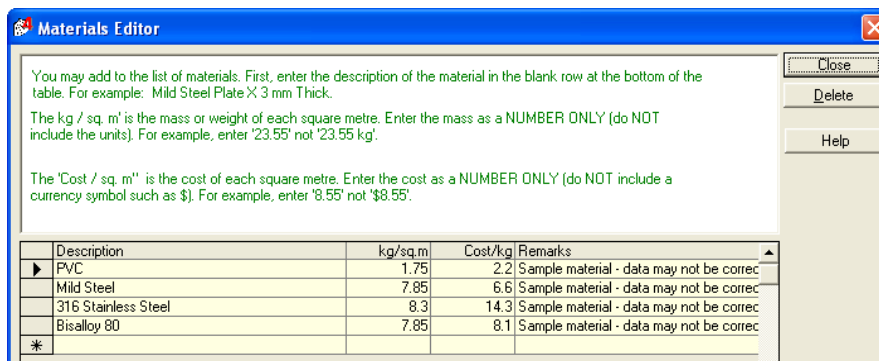 Materials Editor
You may add to the list of materials. First, enter the description of the material in the blank row at the bottom of the
table. For example: Mild Steel Plate X 3 mm Thick.
The kg / sq. m' is the mass or weight of each square metre. Enter the mass as a NUMBER ONLY (do NOT
include the units). For example, enter '23.55' not '23.55 kg'.
The 'Cost / sq. m'' is the cost of each square metre. Enter the cost as a NUMBER ONLY (do NOT include a
currency symbol such as $). For example, enter '8.55' not '$8.55'.
Close
Delete
Help
Description kg/sq.m Cost/kg Remarks
PVC 1.75 2.2 Sample material - data may not be correc
Mild Steel 7.85 6.6 Sample material - data may not be correc
316 Stainless Steel 8.3 14.3 Sample material - data may not be correc
Bisalloy 80 7.85 8.1 Sample material - data may not be correc